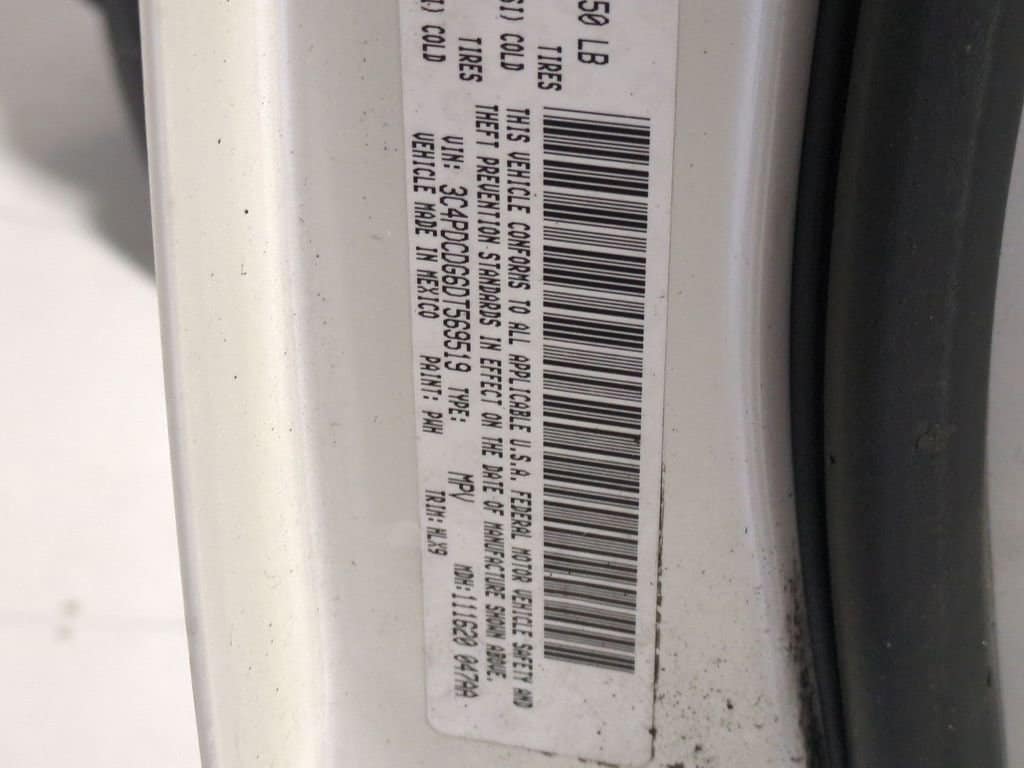 50 LB
TIRES
SI) COLD
TIRES
SI) COLD
THIS VEHICLE CONFORMS TO ALL APPLICABLE U.S.A. FEDERAL MOTOR VEHICLE SAFETY AND
THEFT PREVENTION STANDARDS IN EFFECT ON THE DATE OF MANUFACTURE SHOWN ABOVE.
VIN: 3C4PDCDG6DT569519 TYPE: MPV MDH:111620 047AA
VEHICLE MADE IN MEXICO PAINT: PWH TRIM: